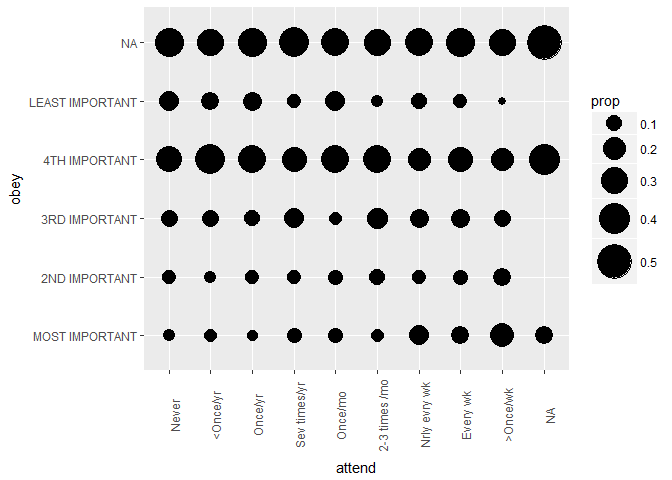 NA
LEAST IMPORTANT
4TH IMPORTANT
3RD IMPORTANT
2ND IMPORTANT
MOST IMPORTANT
obey
Never
<Once/yr
Once/yr
Sev times/yr
Once/mo
2-3 times /mo
Nrly evry wk
Every wk
>Once/wk
NA
attend
prop
0.1
0.2
0.3
0.4
0.5